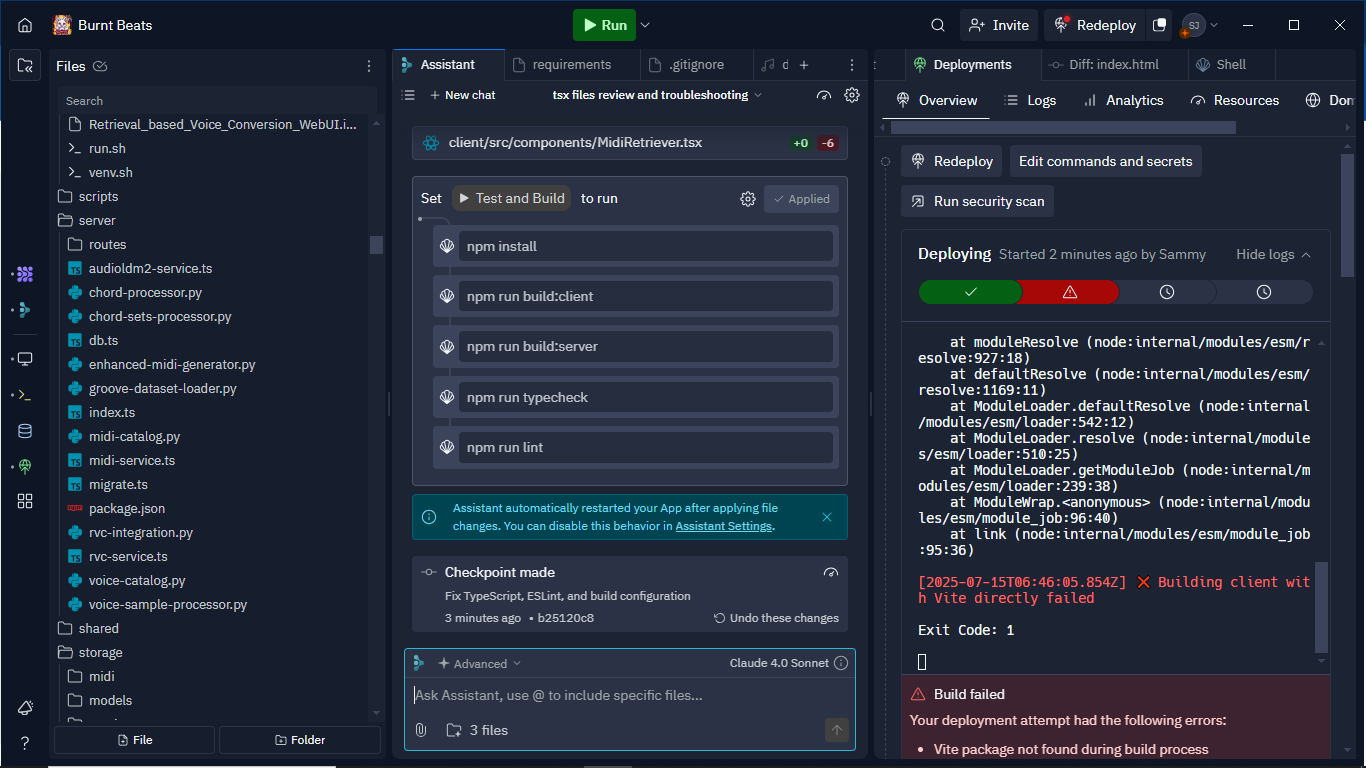 Burnt Beats
Run
Invite
Redeploy
SJ
Files
Search
Retrieval_based_Voice_Conversion_WebUI.i...
run.sh
venv.sh
scripts
server
routes
TS audioldm2-service.ts
chord-processor.py
chord-sets-processor.py
TS db.ts
enhanced-midi-generator.py
groove-dataset-loader.py
TS index.ts
midi-catalog.py
TS midi-service.ts
TS migrate.ts
package.json
rvc-integration.py
TS rvc-service.ts
voice-catalog.py
voice-sample-processor.py
shared
storage
midi
models
File
Folder
Assistant
requirements
.gitignore
d
New chat
tsx files review and troubleshooting
client/src/components/MidiRetriever.tsx
+0 -6
Set Test and Build to run
Applied
npm install
npm run build:client
npm run build:server
npm run typecheck
npm run lint
Assistant automatically restarted your App after applying file
changes. You can disable this behavior in Assistant Settings.
Checkpoint made
Fix TypeScript, ESLint, and build configuration
3 minutes ago • b25120c8
Undo these changes
Advanced
Claude 4.0 Sonnet
Ask Assistant, use @ to include specific files...
3 files
Deployments
Diff: index.html
Shell
Overview
Logs
Analytics
Resources
Dom
Redeploy
Edit commands and secrets
Run security scan
Deploying Started 2 minutes ago by Sammy
Hide logs
at moduleResolve (node:internal/modules/esm/r
esolve:927:18)
at defaultResolve (node:internal/modules/esm/
resolve:1169:11)
at ModuleLoader.defaultResolve (node:internal
/modules/esm/loader:542:12)
at ModuleLoader.resolve (node:internal/module
s/esm/loader:510:25)
at ModuleLoader.getModuleJob (node:internal/m
odules/esm/loader:239:38)
at ModuleWrap.<anonymous> (node:internal/modu
les/esm/module_job:96:40)
at link (node:internal/modules/esm/module_job
:95:36)
[2025-07-15T06:46:05.854Z] ❌ Building client wit
h Vite directly failed
Exit Code: 1
Build failed
Your deployment attempt had the following errors:
• Vite package not found during build process